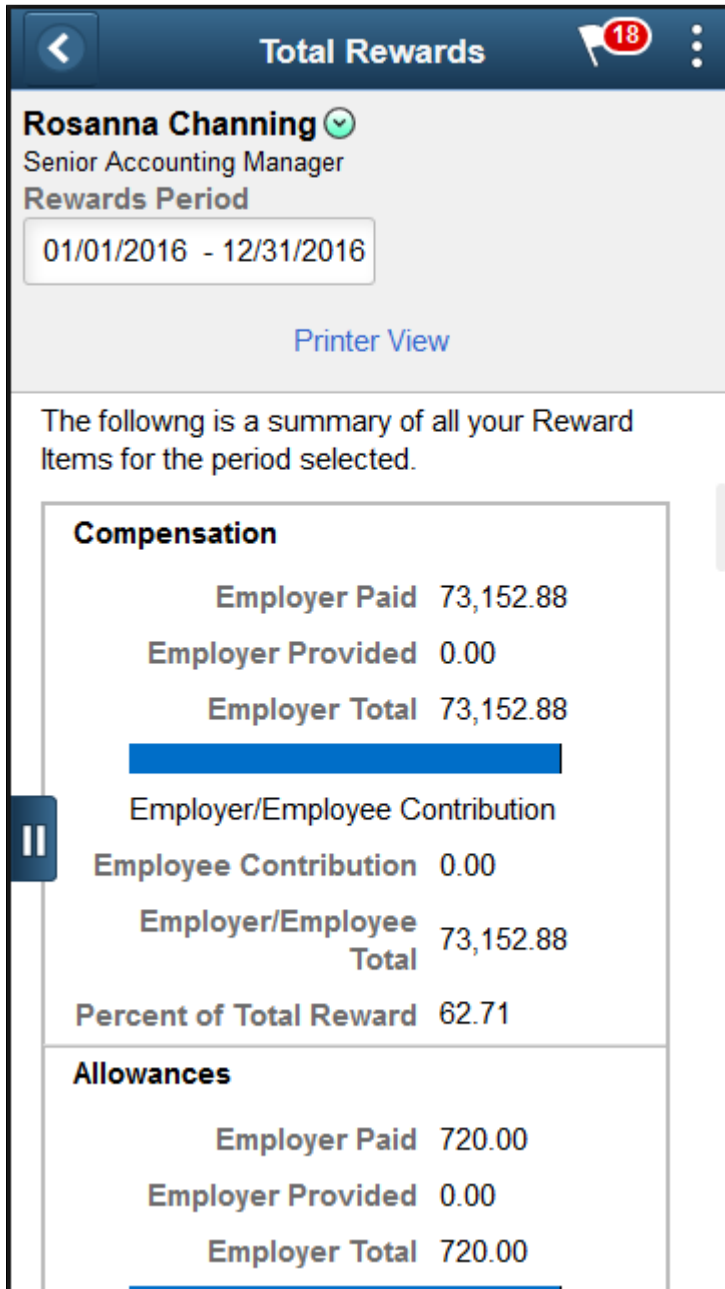 Total Rewards
18
Rosanna Channing
Senior Accounting Manager
Rewards Period
01/01/2016 - 12/31/2016
Printer View
The followng is a summary of all your Reward
Items for the period selected.
Compensation
Employer Paid 73,152.88
Employer Provided 0.00
Employer Total 73,152.88
Employer/Employee Contribution
Employee Contribution 0.00
Employer/Employee
Total 73,152.88
Percent of Total Reward 62.71
Allowances
Employer Paid 720.00
Employer Provided 0.00
Employer Total 720.00